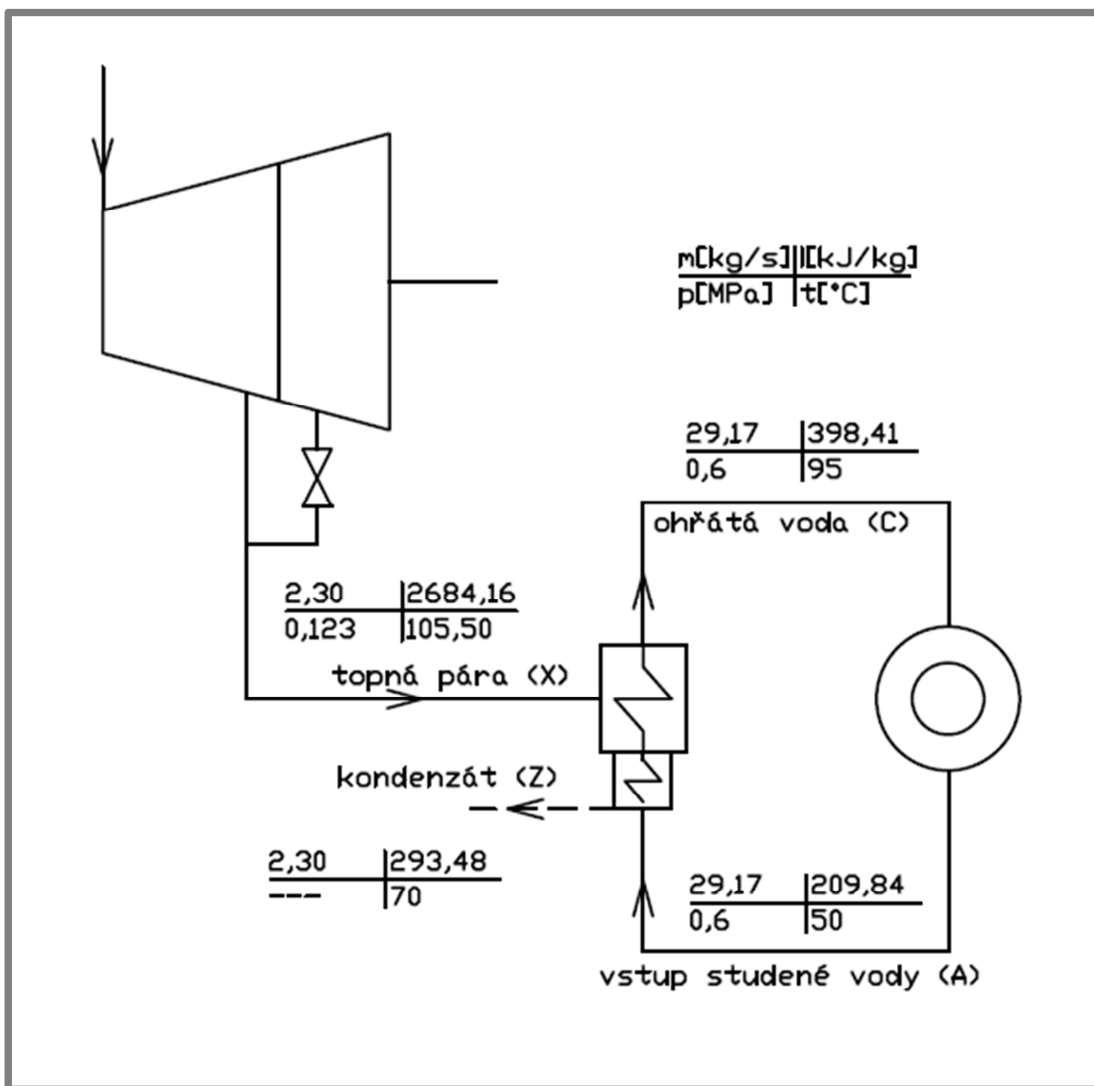 m[kg/s] I[kJ/kg]
p[MPa] t[°C]
29,17 398,41
0,6 95
ohřátá voda (C)
2,30 2684,16
0,123 105,50
topná pára (X)
kondenzát (Z)
2,30 293,48
--- 70
29,17 209,84
0,6 50
vstup studené vody (A)